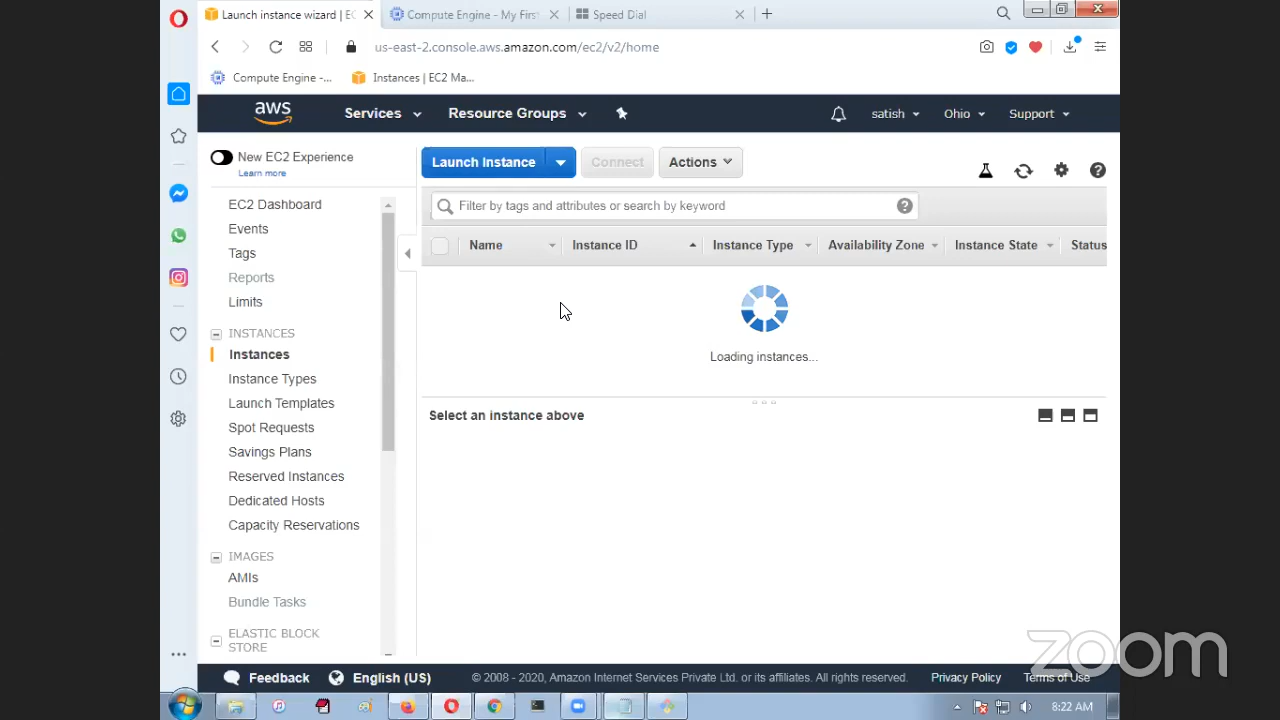 Launch instance wizard | EC
Compute Engine - My First
Speed Dial
us-east-2.console.aws.amazon.com/ec2/v2/home
Compute Engine -...
Instances | EC2 Ma...
aws
Services
Resource Groups
satish
Ohio
Support
New EC2 Experience
Learn more
Launch Instance
Connect
Actions
Filter by tags and attributes or search by keyword
Name
Instance ID
Instance Type
Availability Zone
Instance State
Status
EC2 Dashboard
Events
Tags
Reports
Limits
INSTANCES
Instances
Instance Types
Launch Templates
Spot Requests
Savings Plans
Reserved Instances
Dedicated Hosts
Capacity Reservations
IMAGES
AMIs
Bundle Tasks
ELASTIC BLOCK
STORE
Loading instances...
Select an instance above
zoom
Feedback
English (US)
© 2008 - 2020, Amazon Internet Services Private Ltd. or its affiliates. All rights reserved.
Privacy Policy
Terms of Use
8:22 AM